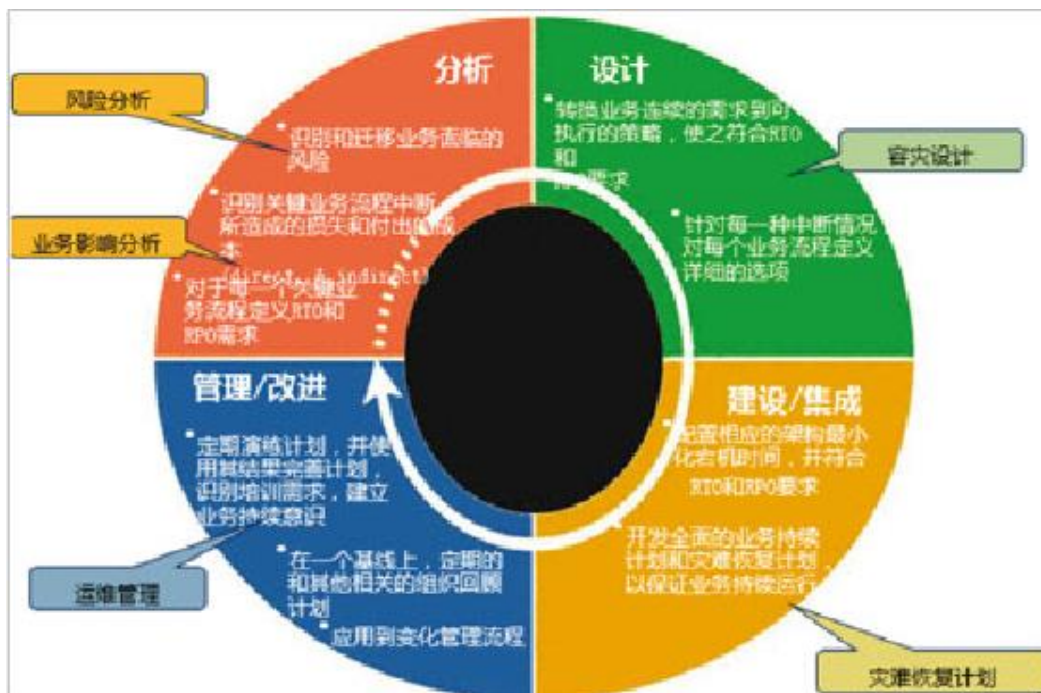 分析
风险分析
识别和迁移业务面临的
风险
识别关键业务流程中断
所造成的损失和付出的成
本
(direct & indirect)
业务影响分析
对于每一个关键业
务流程定义RTO和
RPO需求
设计
转换业务连续的需求到可
执行的策略，使之符合RTO
和
RPO要求
容灾设计
针对每一种中断情况
对每个业务流程定义
详细的选项
管理/改进
定期演练计划，并使
用其结果完善计划，
识别培训需求，建立
业务持续意识
运维管理
在一个基线上，定期的
和其他相关的组织回顾
计划
应用到变化管理流程
建设/集成
配置相应的架构最小
化宕机时间，并符合
RTO和RPO要求
开发全面的业务持续
计划和灾难恢复计划
以保证业务持续运行
灾难恢复计划